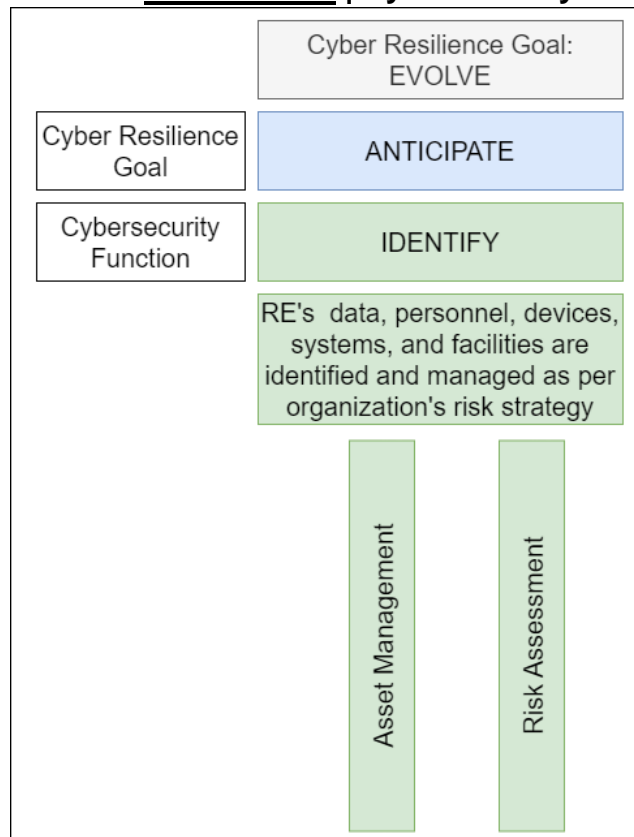 Cyber Resilience Goal:
EVOLVE
Cyber Resilience
Goal
ANTICIPATE
Cybersecurity
Function
IDENTIFY
RE's data, personnel, devices,
systems, and facilities are
identified and managed as per
organization's risk strategy
Asset Management
Risk Assessment